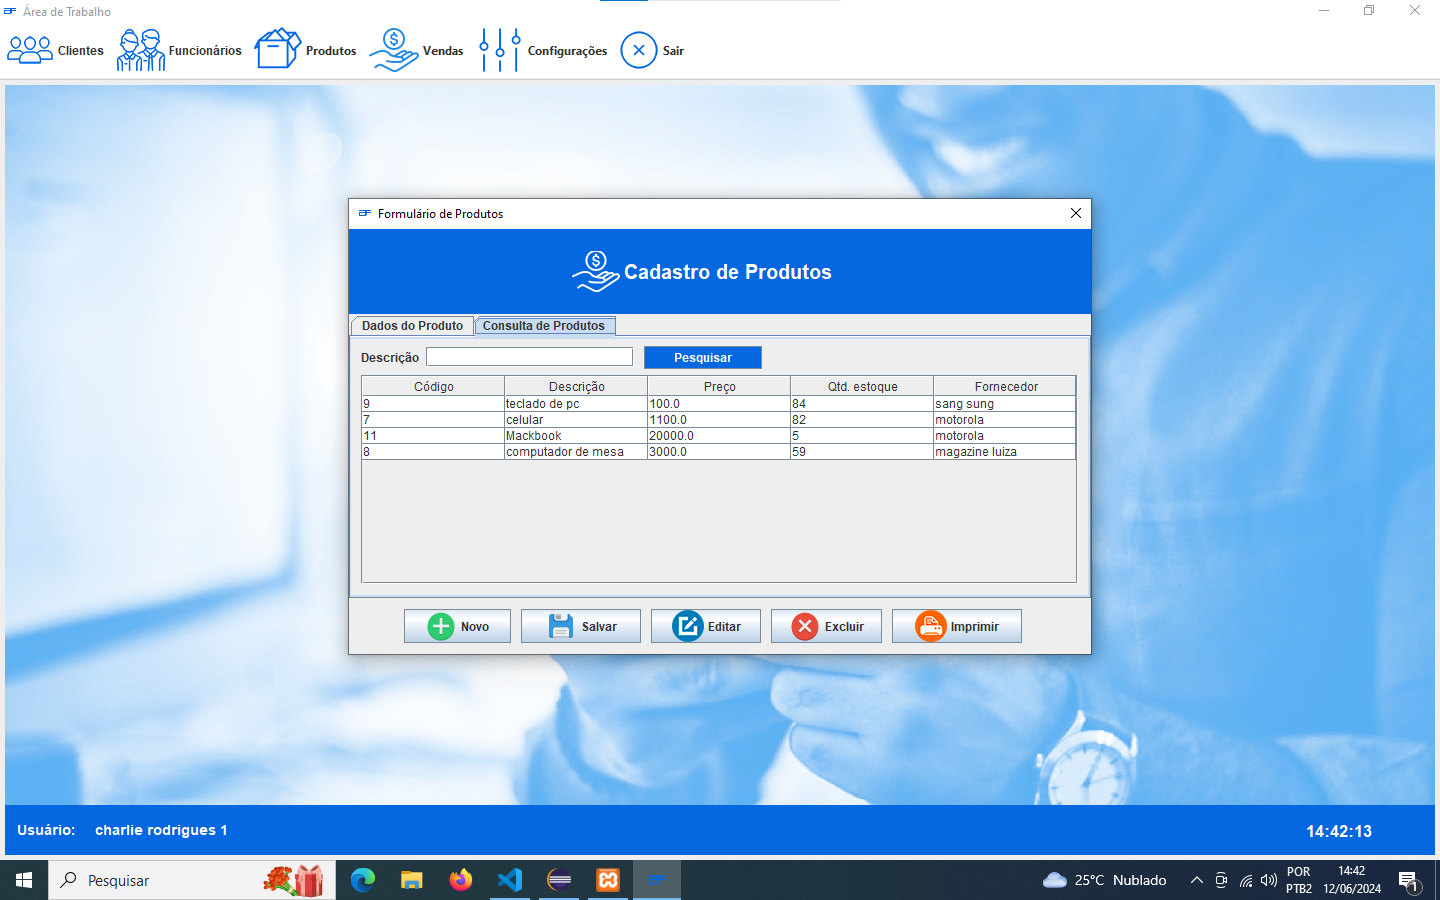 Área de Trabalho
Clientes Funcionários Produtos Vendas Configurações Sair
Formulário de Produtos
Cadastro de Produtos
Dados do Produto Consulta de Produtos
Descrição Pesquisar
Código Descrição Preço Qtd. estoque Fornecedor
9 teclado de pc 100.0 84 sang sung
7 celular 1100.0 82 motorola
11 Mackbook 20000.0 5 motorola
8 computador de mesa 3000.0 59 magazine luiza
Novo Salvar Editar Excluir Imprimir
Usuário: charlie rodrigues 1 14:42:13
Pesquisar 25°C Nublado
POR 14:42
PTB2 12/06/2024
1